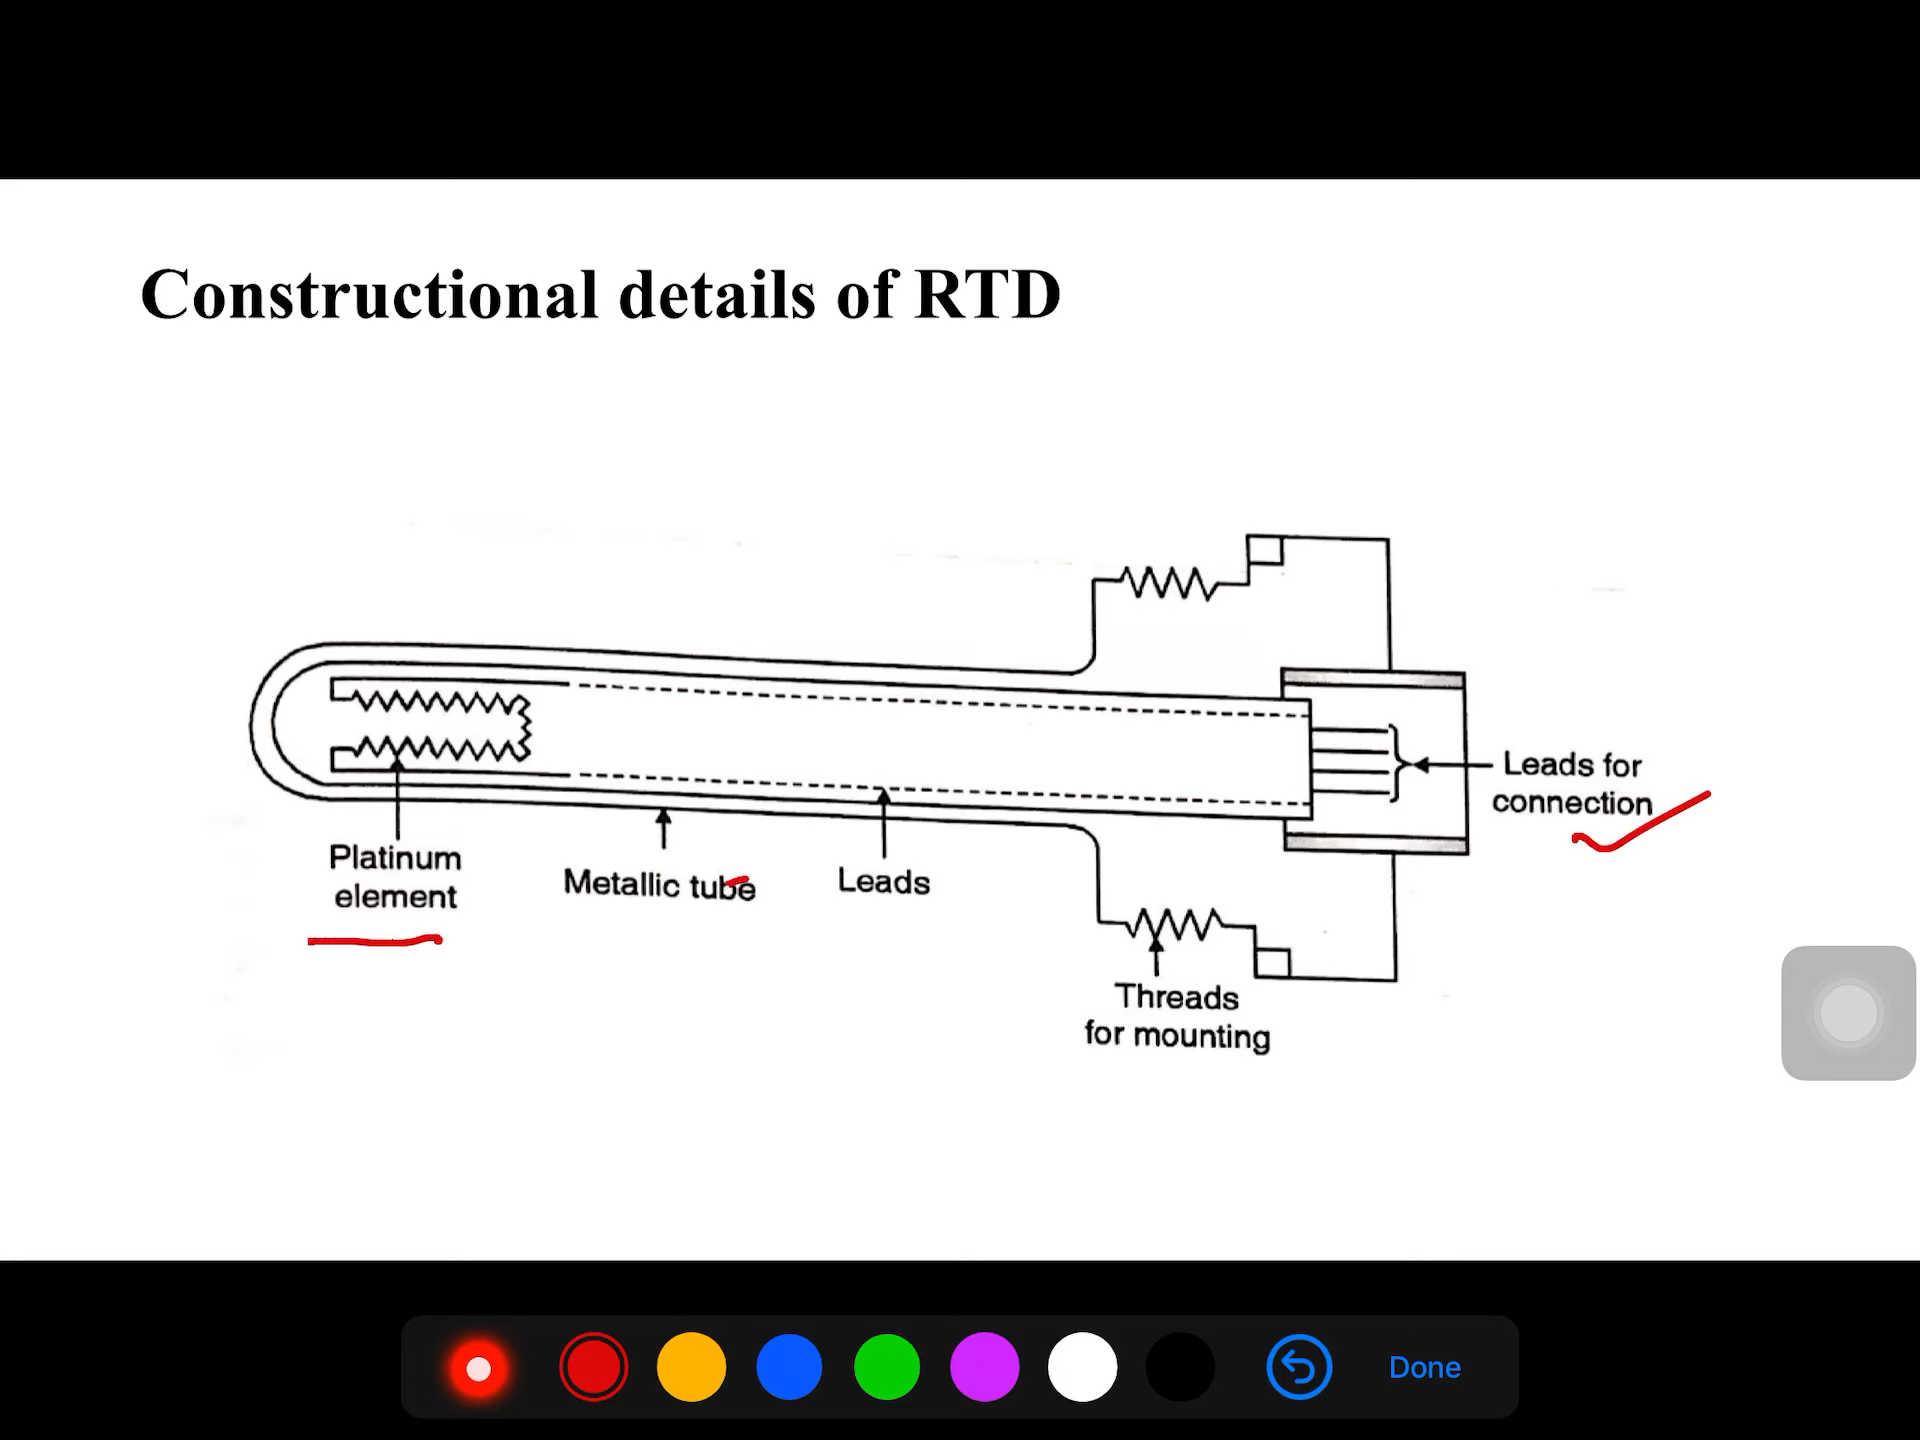 Constructional details of RTD
Leads for
connection
Platinum
element
Metallic tube
Leads
Threads
for mounting
Done